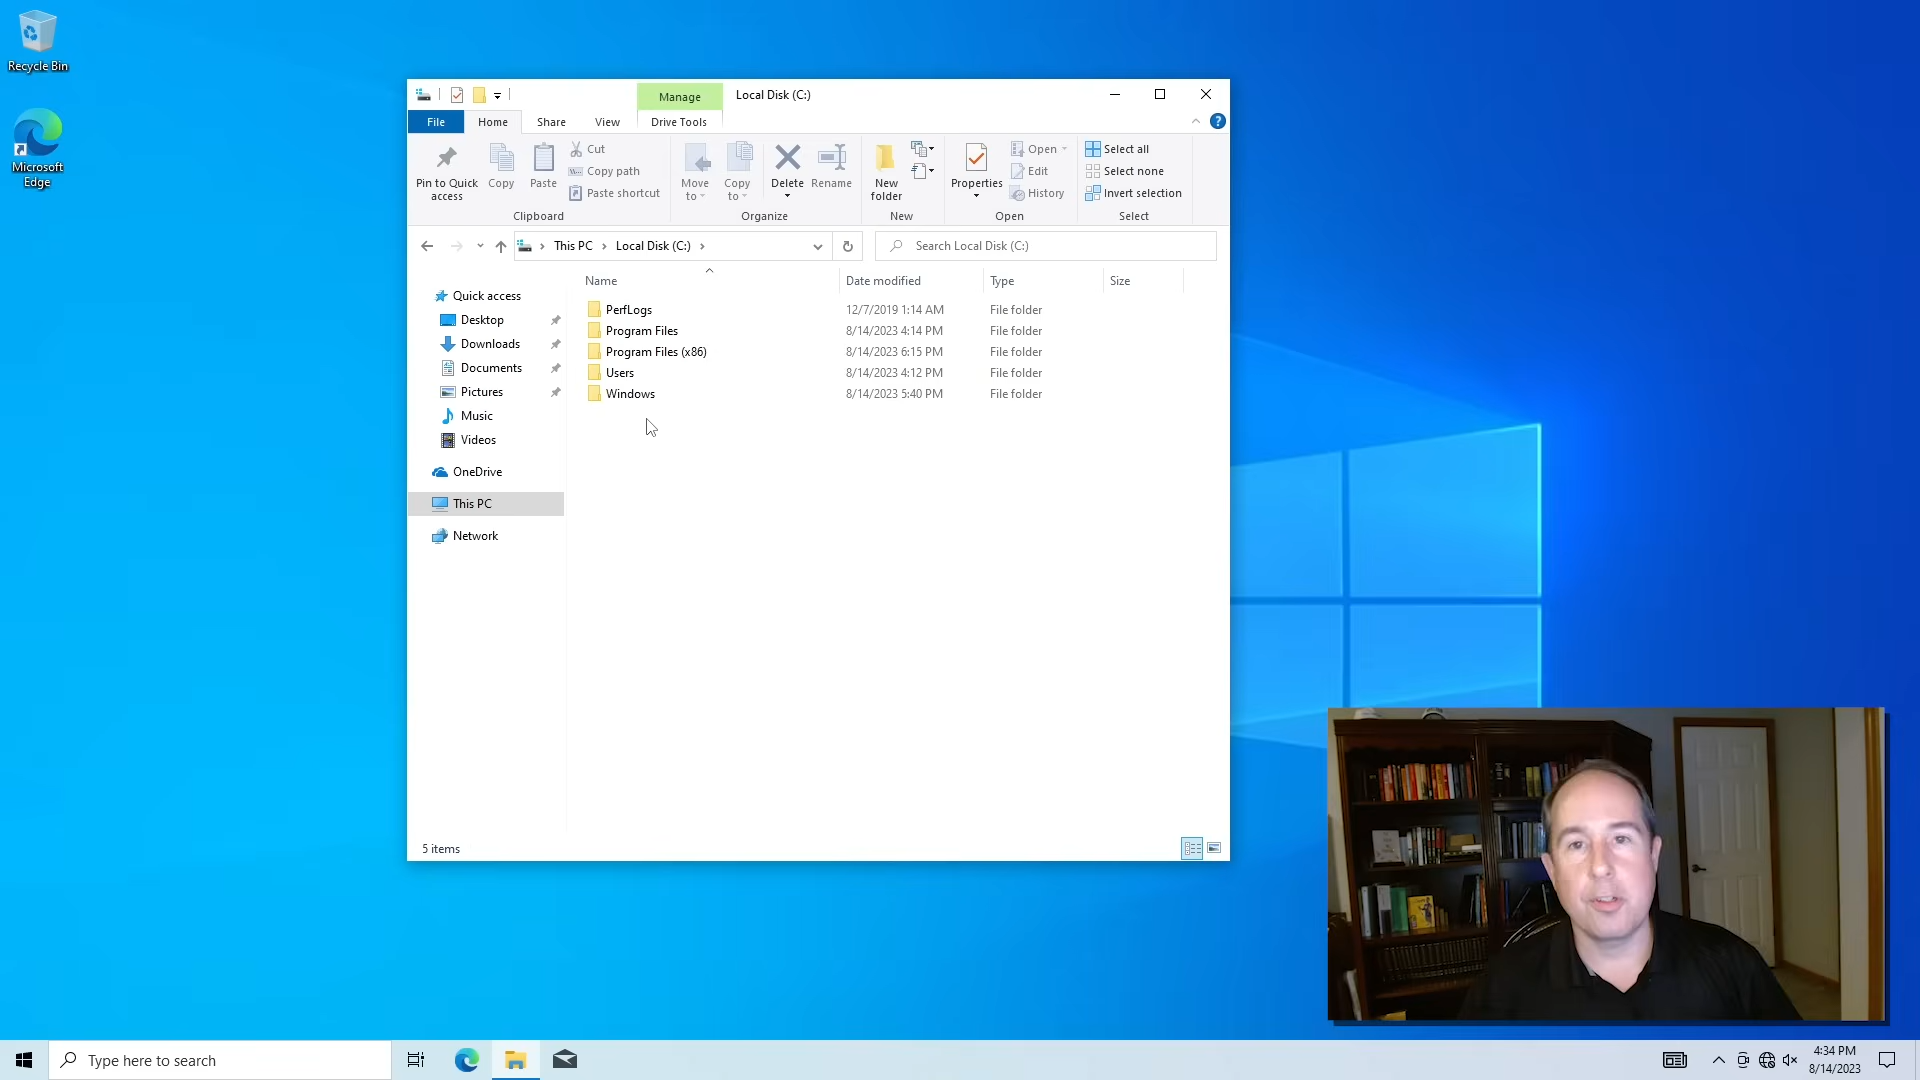 Recycle Bin
Microsoft
Edge
Manage
Local Disk (C:)
File
Home
Share
View
Drive Tools
Pin to Quick
access
Copy
Paste
Cut
Copy path
Paste shortcut
Clipboard
Move
to
Copy
to
Delete
Rename
Organize
New
folder
New
Properties
Open
Edit
History
Open
Select all
Select none
Invert selection
Select
This PC > Local Disk (C:) >
Search Local Disk (C:)
Quick access
Desktop
Downloads
Documents
Pictures
Music
Videos
OneDrive
This PC
Network
Name Date modified Type Size
PerfLogs 12/7/2019 1:14 AM File folder
Program Files 8/14/2023 4:14 PM File folder
Program Files (x86) 8/14/2023 6:15 PM File folder
Users 8/14/2023 4:12 PM File folder
Windows 8/14/2023 5:40 PM File folder
5 items
Type here to search
4:34 PM
8/14/2023